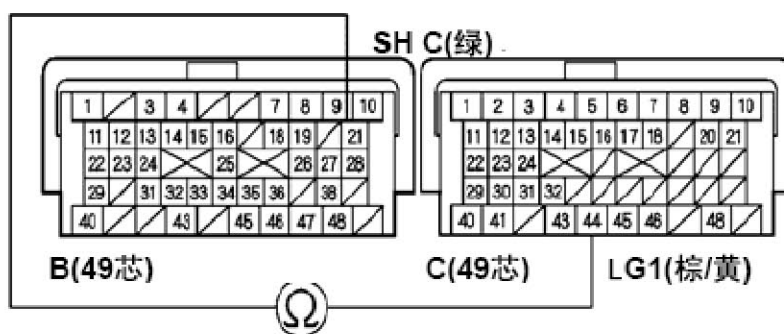 SH C(绿)
1 3 4 7 8 9 10
11 12 13 14 15 16 18 19 21
22 23 24 25 26 27 28
29 31 32 33 34 35 36 38
40 43 45 46 47 48
1 2 3 4 5 6 7 8 9 10
11 12 13 14 15 16 17 18 20 21
22 23 24
29 30 31 32
40 41 43 44 45 46 48
B(49芯)
C(49芯)
LG1(棕/黄)
Ω